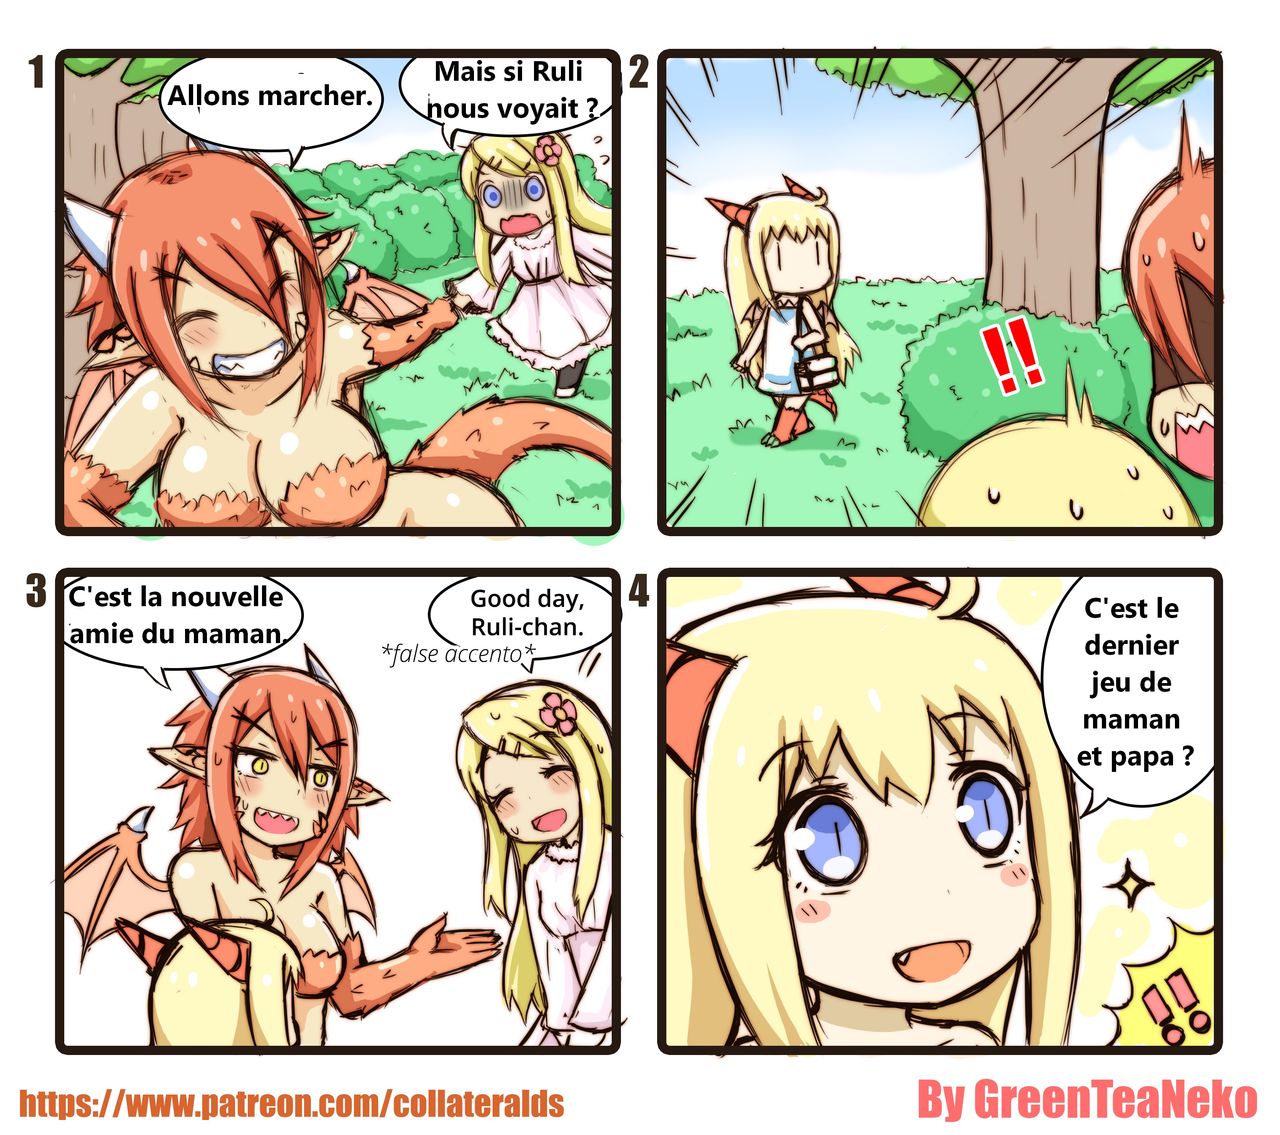 1
Allons marcher.
Mais si Ruli
nous voyait ?
2
!!
3
C'est la nouvelle
amie du maman.
Good day,
Ruli-chan.
*false accento*
4
C'est le
dernier
jeu de
maman
et papa ?
!!
https://www.patreon.com/collateralds
By GreenTeaNeko